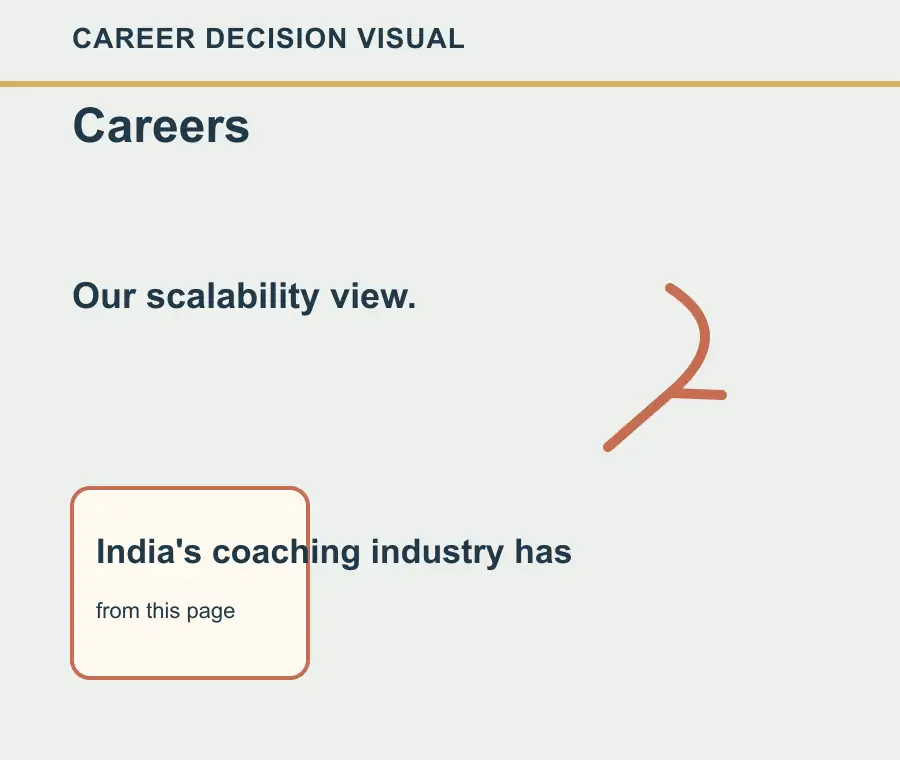 CAREER DECISION VISUAL
Careers
Our scalability view.
India's coaching industry has
from this page